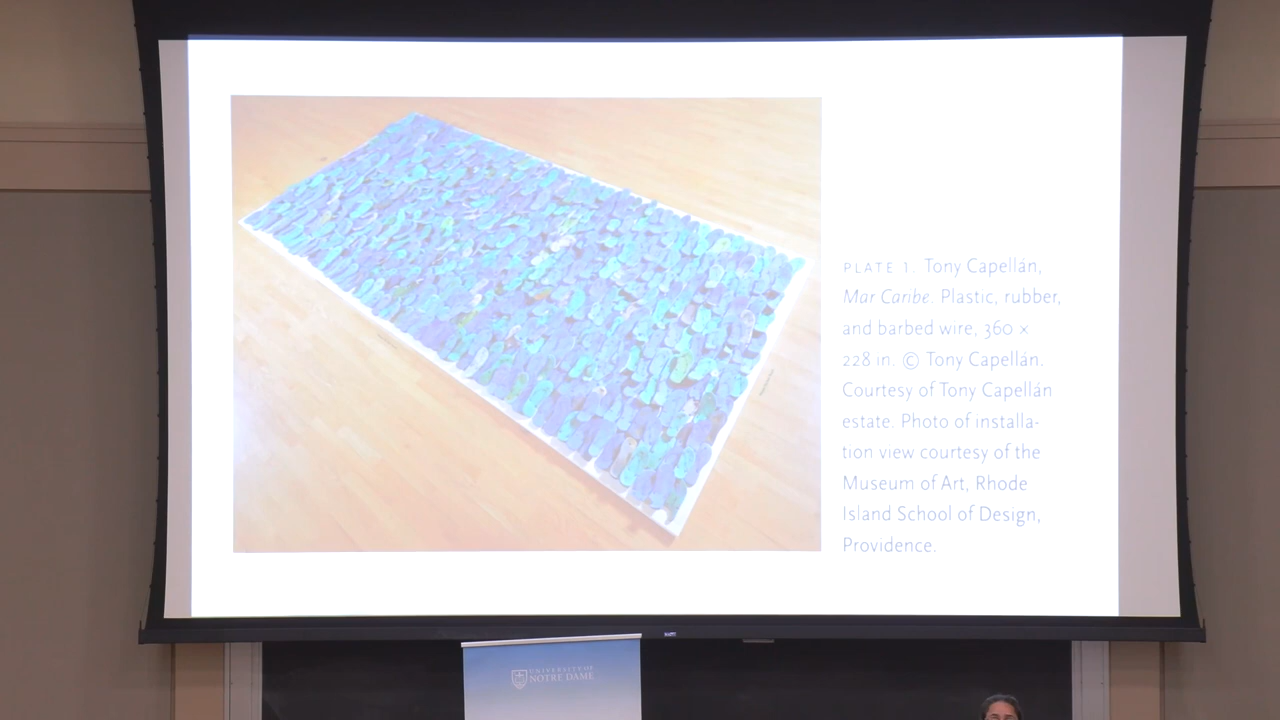 PLATE 1. Tony Capellán,
Mar Caribe. Plastic, rubber,
and barbed wire, 360 ×
228 in. © Tony Capellán.
Courtesy of Tony Capellán
estate. Photo of installa-
tion view courtesy of the
Museum of Art, Rhode
Island School of Design,
Providence.
UNIVERSITY OF
NOTRE DAME